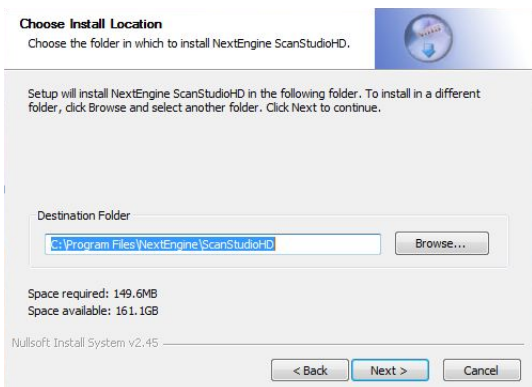 Choose Install Location
Choose the folder in which to install NextEngine ScanStudioHD.
Setup will install NextEngine ScanStudioHD in the following folder. To install in a different
folder, click Browse and select another folder. Click Next to continue.
Destination Folder
C:\Program Files\NextEngine\ScanStudioHD
Browse...
Space required: 149.6MB
Space available: 161.1GB
Nullsoft Install System v2.45
< Back
Next >
Cancel